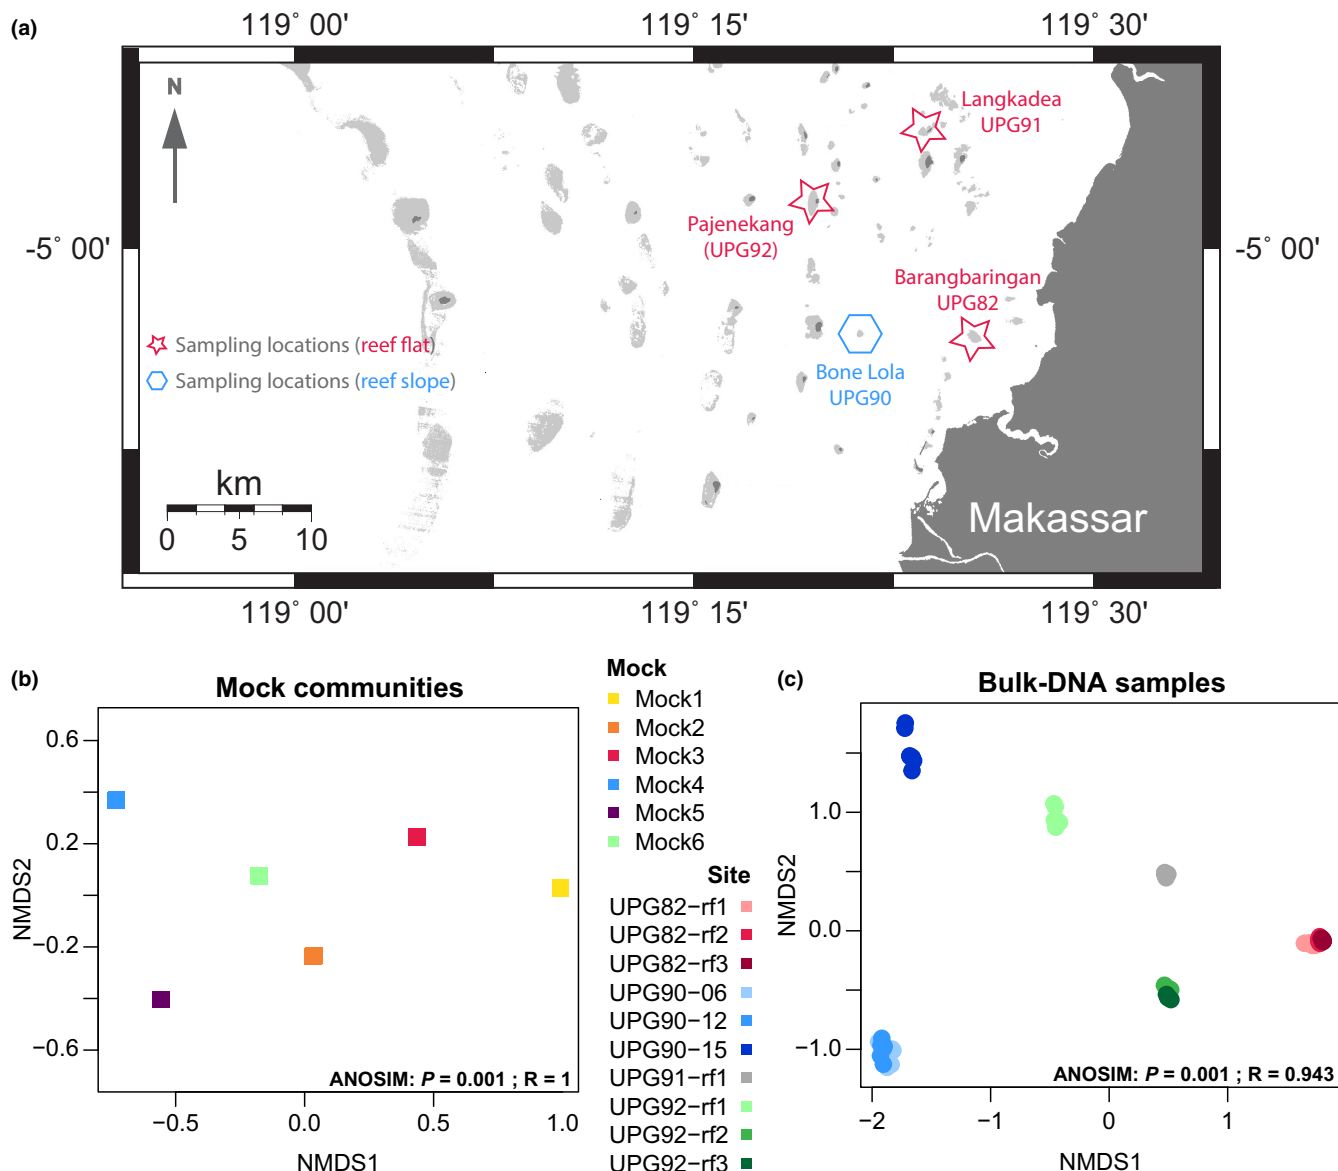 (a)
119° 00'
119° 15'
119° 30'
N
Langkadea
UPG91
Pajenekang
(UPG92)
-5° 00'
-5° 00'
Barangbaringan
UPG82
Sampling locations (reef flat)
Sampling locations (reef slope)
Bone Lola
UPG90
km
0 5 10
Makassar
119° 00'
119° 15'
119° 30'
(b)
Mock communities
0.6
0.2
−0.2
−0.6
NMDS2
ANOSIM: P = 0.001 ; R = 1
−0.5 0.0 0.5 1.0
NMDS1
Mock
Mock1
Mock2
Mock3
Mock4
Mock5
Mock6
Site
UPG82−rf1
UPG82−rf2
UPG82−rf3
UPG90−06
UPG90−12
UPG90−15
UPG91−rf1
UPG92−rf1
UPG92−rf2
UPG92−rf3
(c)
Bulk-DNA samples
1.0
0.0
−1.0
NMDS2
ANOSIM: P = 0.001 ; R = 0.943
−2 −1 0 1
NMDS1